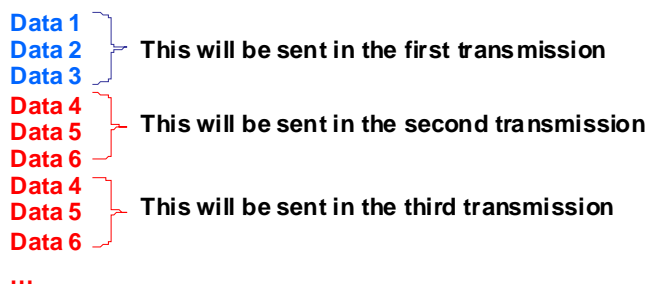 Data 1
Data 2
This will be sent in the first transmission
Data 3
Data 4
This will be sent in the second transmission
Data 5
Data 6
Data 4
This will be sent in the third transmission
Data 5
Data 6
...